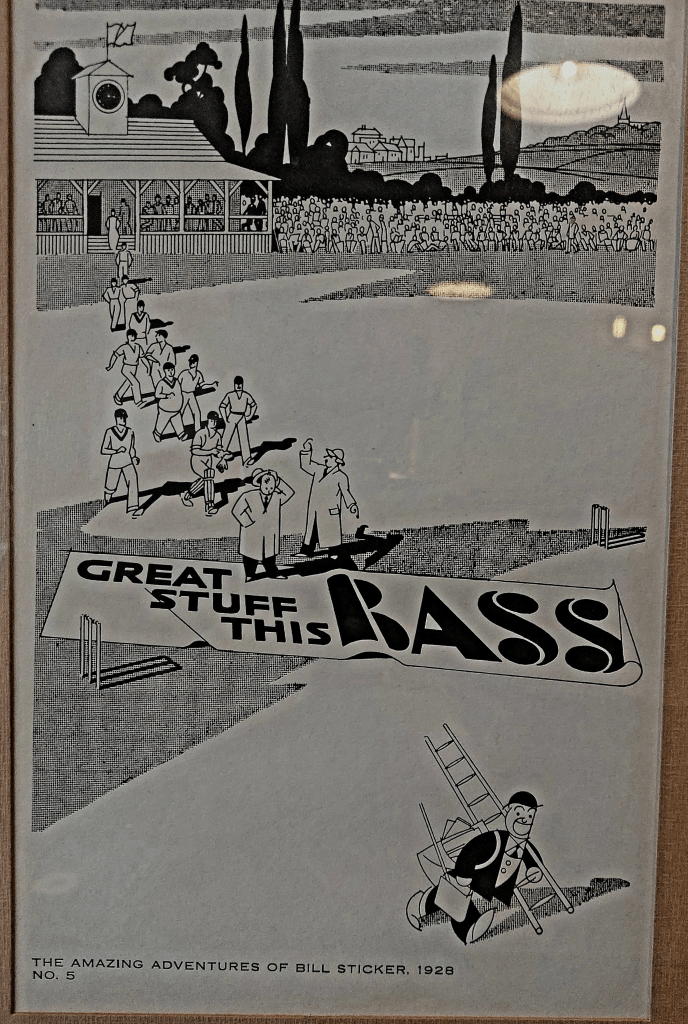 GREAT
STUFF
THIS BASS
THE AMAZING ADVENTURES OF BILL STICKER, 1928
NO. 5